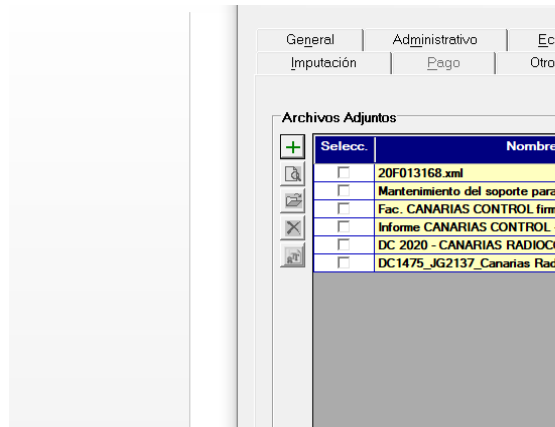 General Administrativo Ec
Imputación Pago Otro
Archivos Adjuntos
Selecc. Nombre
20F013168.xml
Mantenimiento del soporte para
Fac. CANARIAS CONTROL firm
Informe CANARIAS CONTROL
DC 2020 - CANARIAS RADIOCO
DC1475_JG2137_Canarias Rad